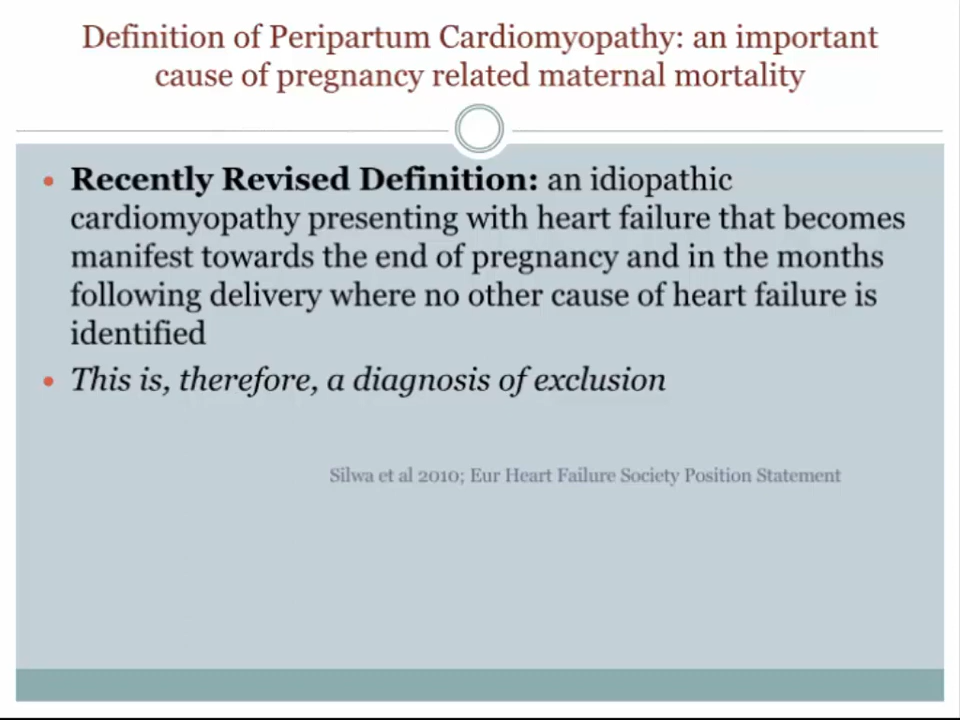 Definition of Peripartum Cardiomyopathy: an important
cause of pregnancy related maternal mortality
Recently Revised Definition: an idiopathic
cardiomyopathy presenting with heart failure that becomes
manifest towards the end of pregnancy and in the months
following delivery where no other cause of heart failure is
identified
This is, therefore, a diagnosis of exclusion
Silwa et al 2010; Eur Heart Failure Society Position Statement